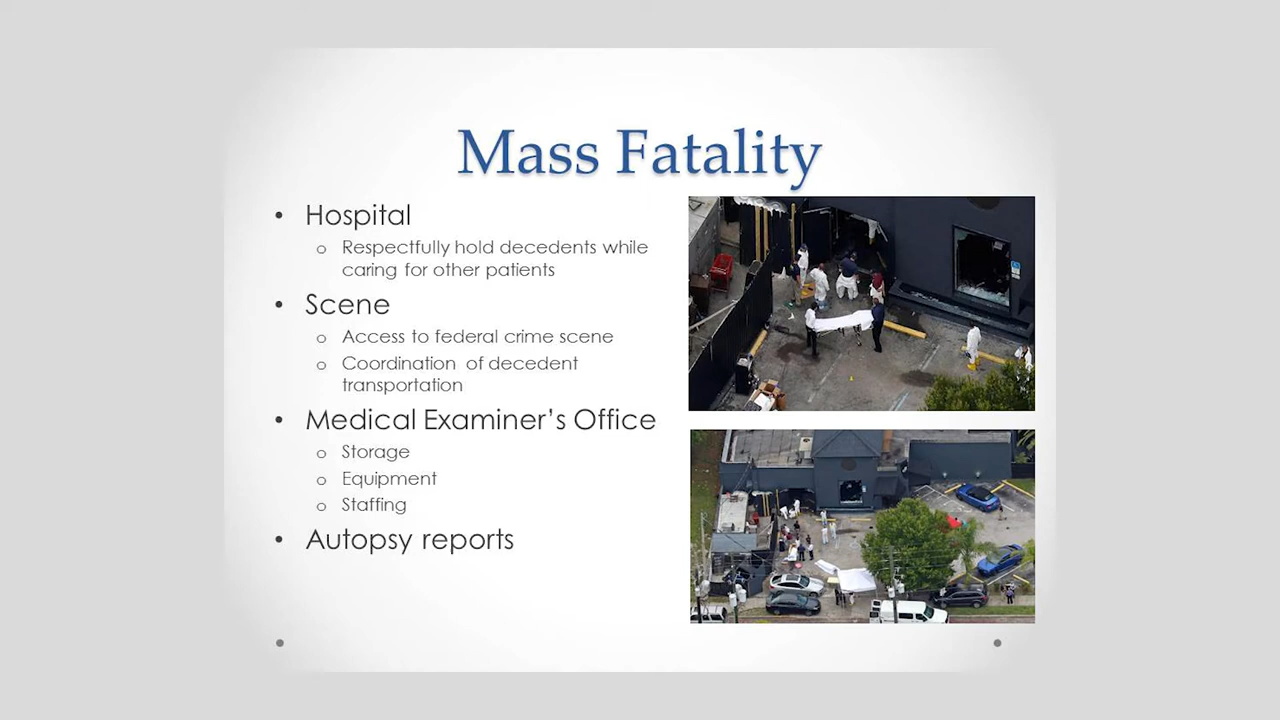 Mass Fatality
• Hospital
o Respectfully hold decedents while
caring for other patients
• Scene
o Access to federal crime scene
o Coordination of decedent
transportation
• Medical Examiner’s Office
o Storage
o Equipment
o Staffing
• Autopsy reports